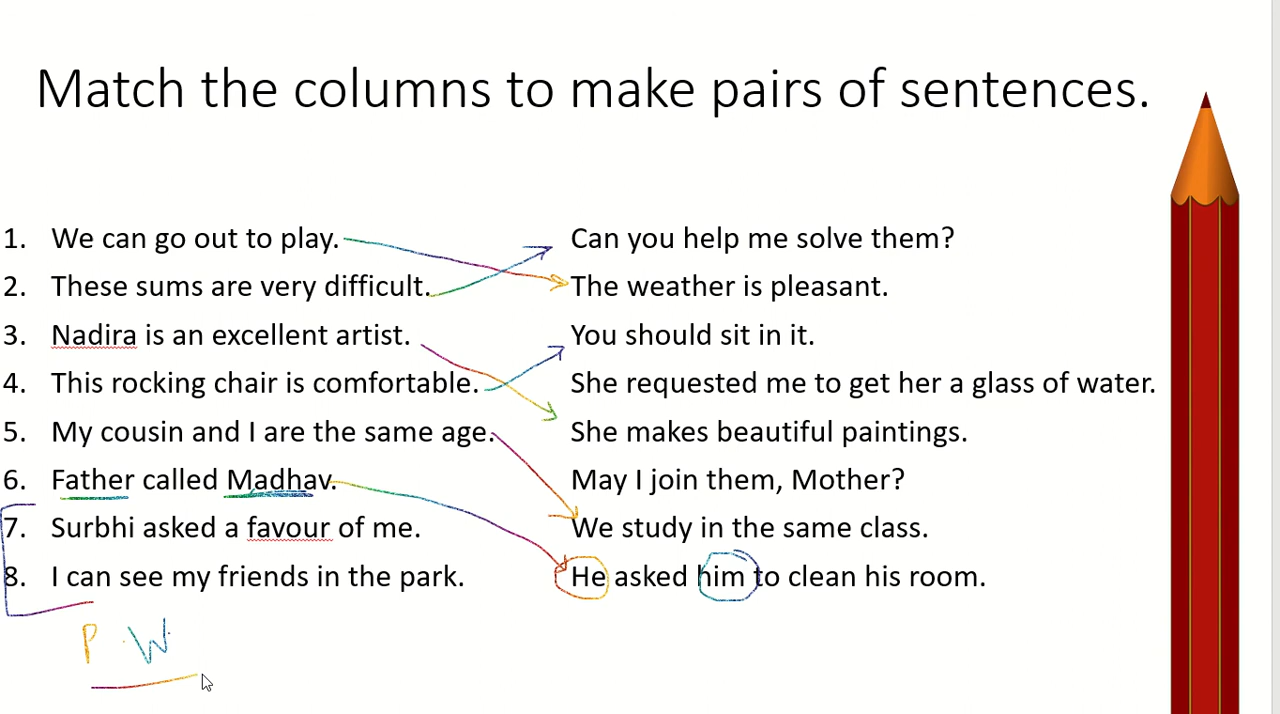 Match the columns to make pairs of sentences.
1. We can go out to play. Can you help me solve them?
2. These sums are very difficult. The weather is pleasant.
3. Nadira is an excellent artist. You should sit in it.
4. This rocking chair is comfortable. She requested me to get her a glass of water.
5. My cousin and I are the same age. She makes beautiful paintings.
6. Father called Madhav. May I join them, Mother?
7. Surbhi asked a favour of me. We study in the same class.
8. I can see my friends in the park. He asked him to clean his room.
P. W.